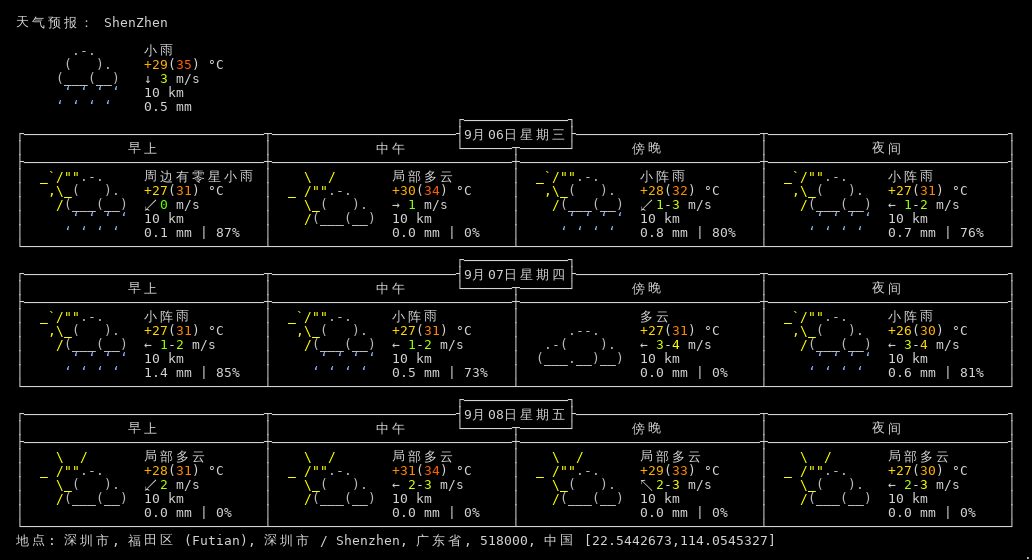 天气预报： ShenZhen
小雨
+29(35) °C
↓ 3 m/s
10 km
0.5 mm
9月06日星期三
早上 中午 傍晚 夜间
周边有零星小雨 局部多云 小阵雨 小阵雨
+27(31) °C +30(34) °C +28(32) °C +27(31) °C
↙ 0 m/s → 1 m/s ↙ 1-3 m/s ← 1-2 m/s
10 km 10 km 10 km 10 km
0.1 mm | 87% 0.0 mm | 0% 0.8 mm | 80% 0.7 mm | 76%
9月07日星期四
早上 中午 傍晚 夜间
小阵雨 小阵雨 多云 小阵雨
+27(31) °C +27(31) °C +27(31) °C +26(30) °C
← 1-2 m/s ← 1-2 m/s ← 3-4 m/s ← 3-4 m/s
10 km 10 km 10 km 10 km
1.4 mm | 85% 0.5 mm | 73% 0.0 mm | 0% 0.6 mm | 81%
9月08日星期五
早上 中午 傍晚 夜间
局部多云 局部多云 局部多云 局部多云
+28(31) °C +31(34) °C +29(33) °C +27(30) °C
↙ 2 m/s ← 2-3 m/s ↖ 2-3 m/s ← 2-3 m/s
10 km 10 km 10 km 10 km
0.0 mm | 0% 0.0 mm | 0% 0.0 mm | 0% 0.0 mm | 0%
地点: 深圳市, 福田区 (Futian), 深圳市 / Shenzhen, 广东省, 518000, 中国 [22.5442673,114.0545327]